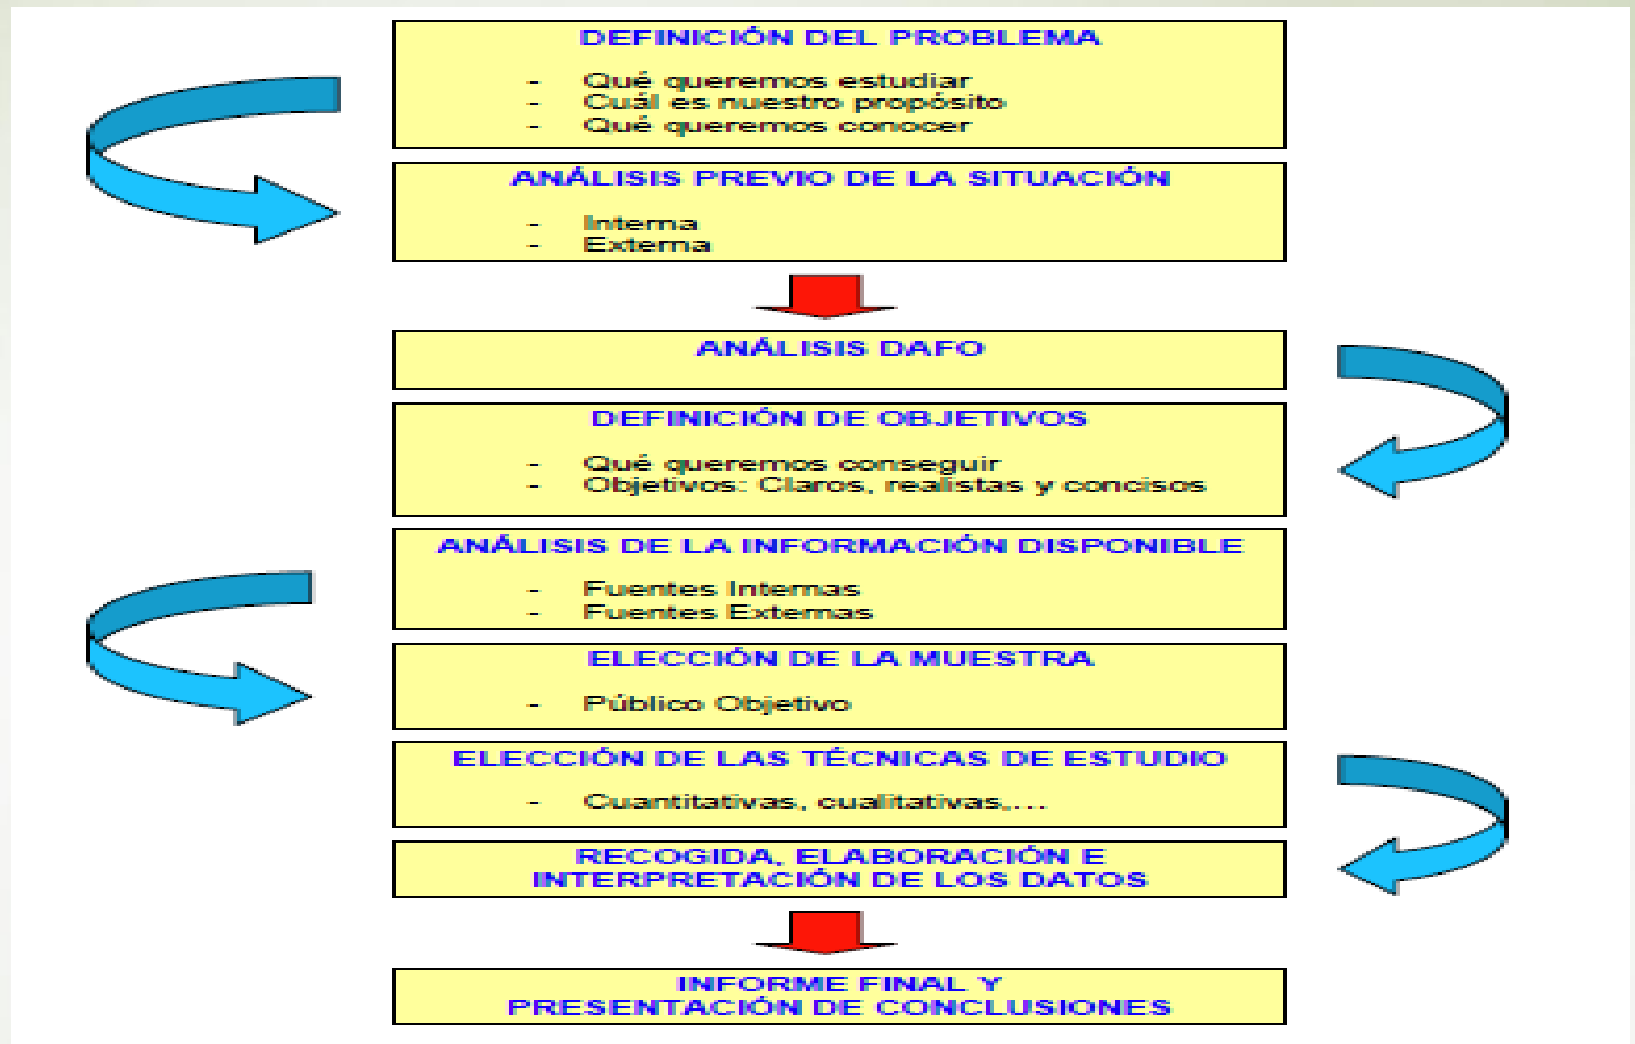 DEFINICIÓN DEL PROBLEMA
- Qué queremos estudiar
- Cuál es nuestro propósito
- Qué queremos conocer
ANÁLISIS PREVIO DE LA SITUACIÓN
- Interna
- Externa
ANÁLISIS DAFO
DEFINICIÓN DE OBJETIVOS
- Qué queremos conseguir
- Objetivos: Claros, realistas y concisos
ANÁLISIS DE LA INFORMACIÓN DISPONIBLE
- Fuentes Internas
- Fuentes Externas
ELECCIÓN DE LA MUESTRA
- Público Objetivo
ELECCIÓN DE LAS TÉCNICAS DE ESTUDIO
- Cuantitativas, cualitativas,...
RECOGIDA, ELABORACIÓN E
INTERPRETACIÓN DE LOS DATOS
INFORME FINAL Y
PRESENTACIÓN DE CONCLUSIONES